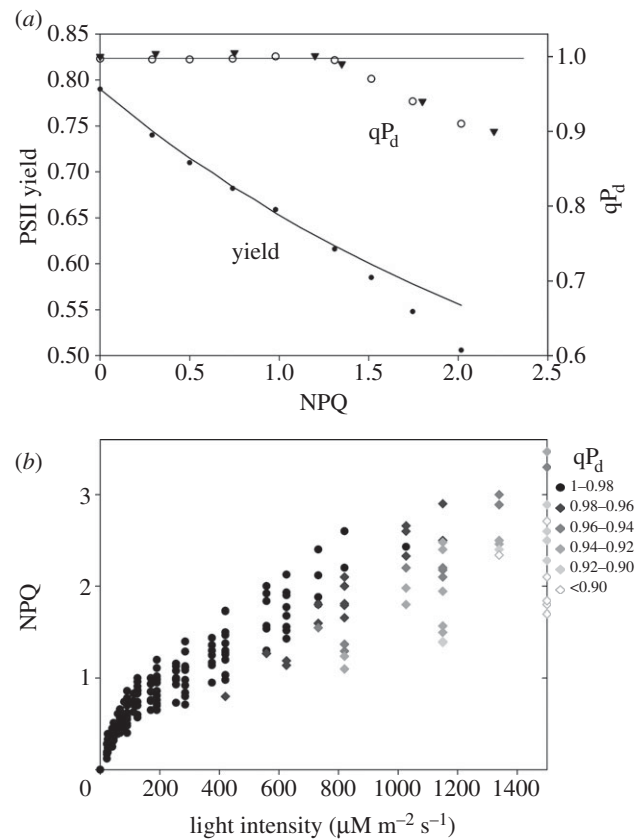 (a)
0.85
0.80
0.75
0.70
0.65
0.60
0.55
0.50
PSII yield
1.0
0.9
0.8
0.7
0.6
qPd
qPd
yield
0
0.5
1.0
1.5
2.0
2.5
NPQ
(b)
3
2
1
NPQ
200 400 600 800 1000 1200 1400
light intensity (μM m−2 s−1)
qPd
1–0.98
0.98–0.96
0.96–0.94
0.94–0.92
0.92–0.90
<0.90